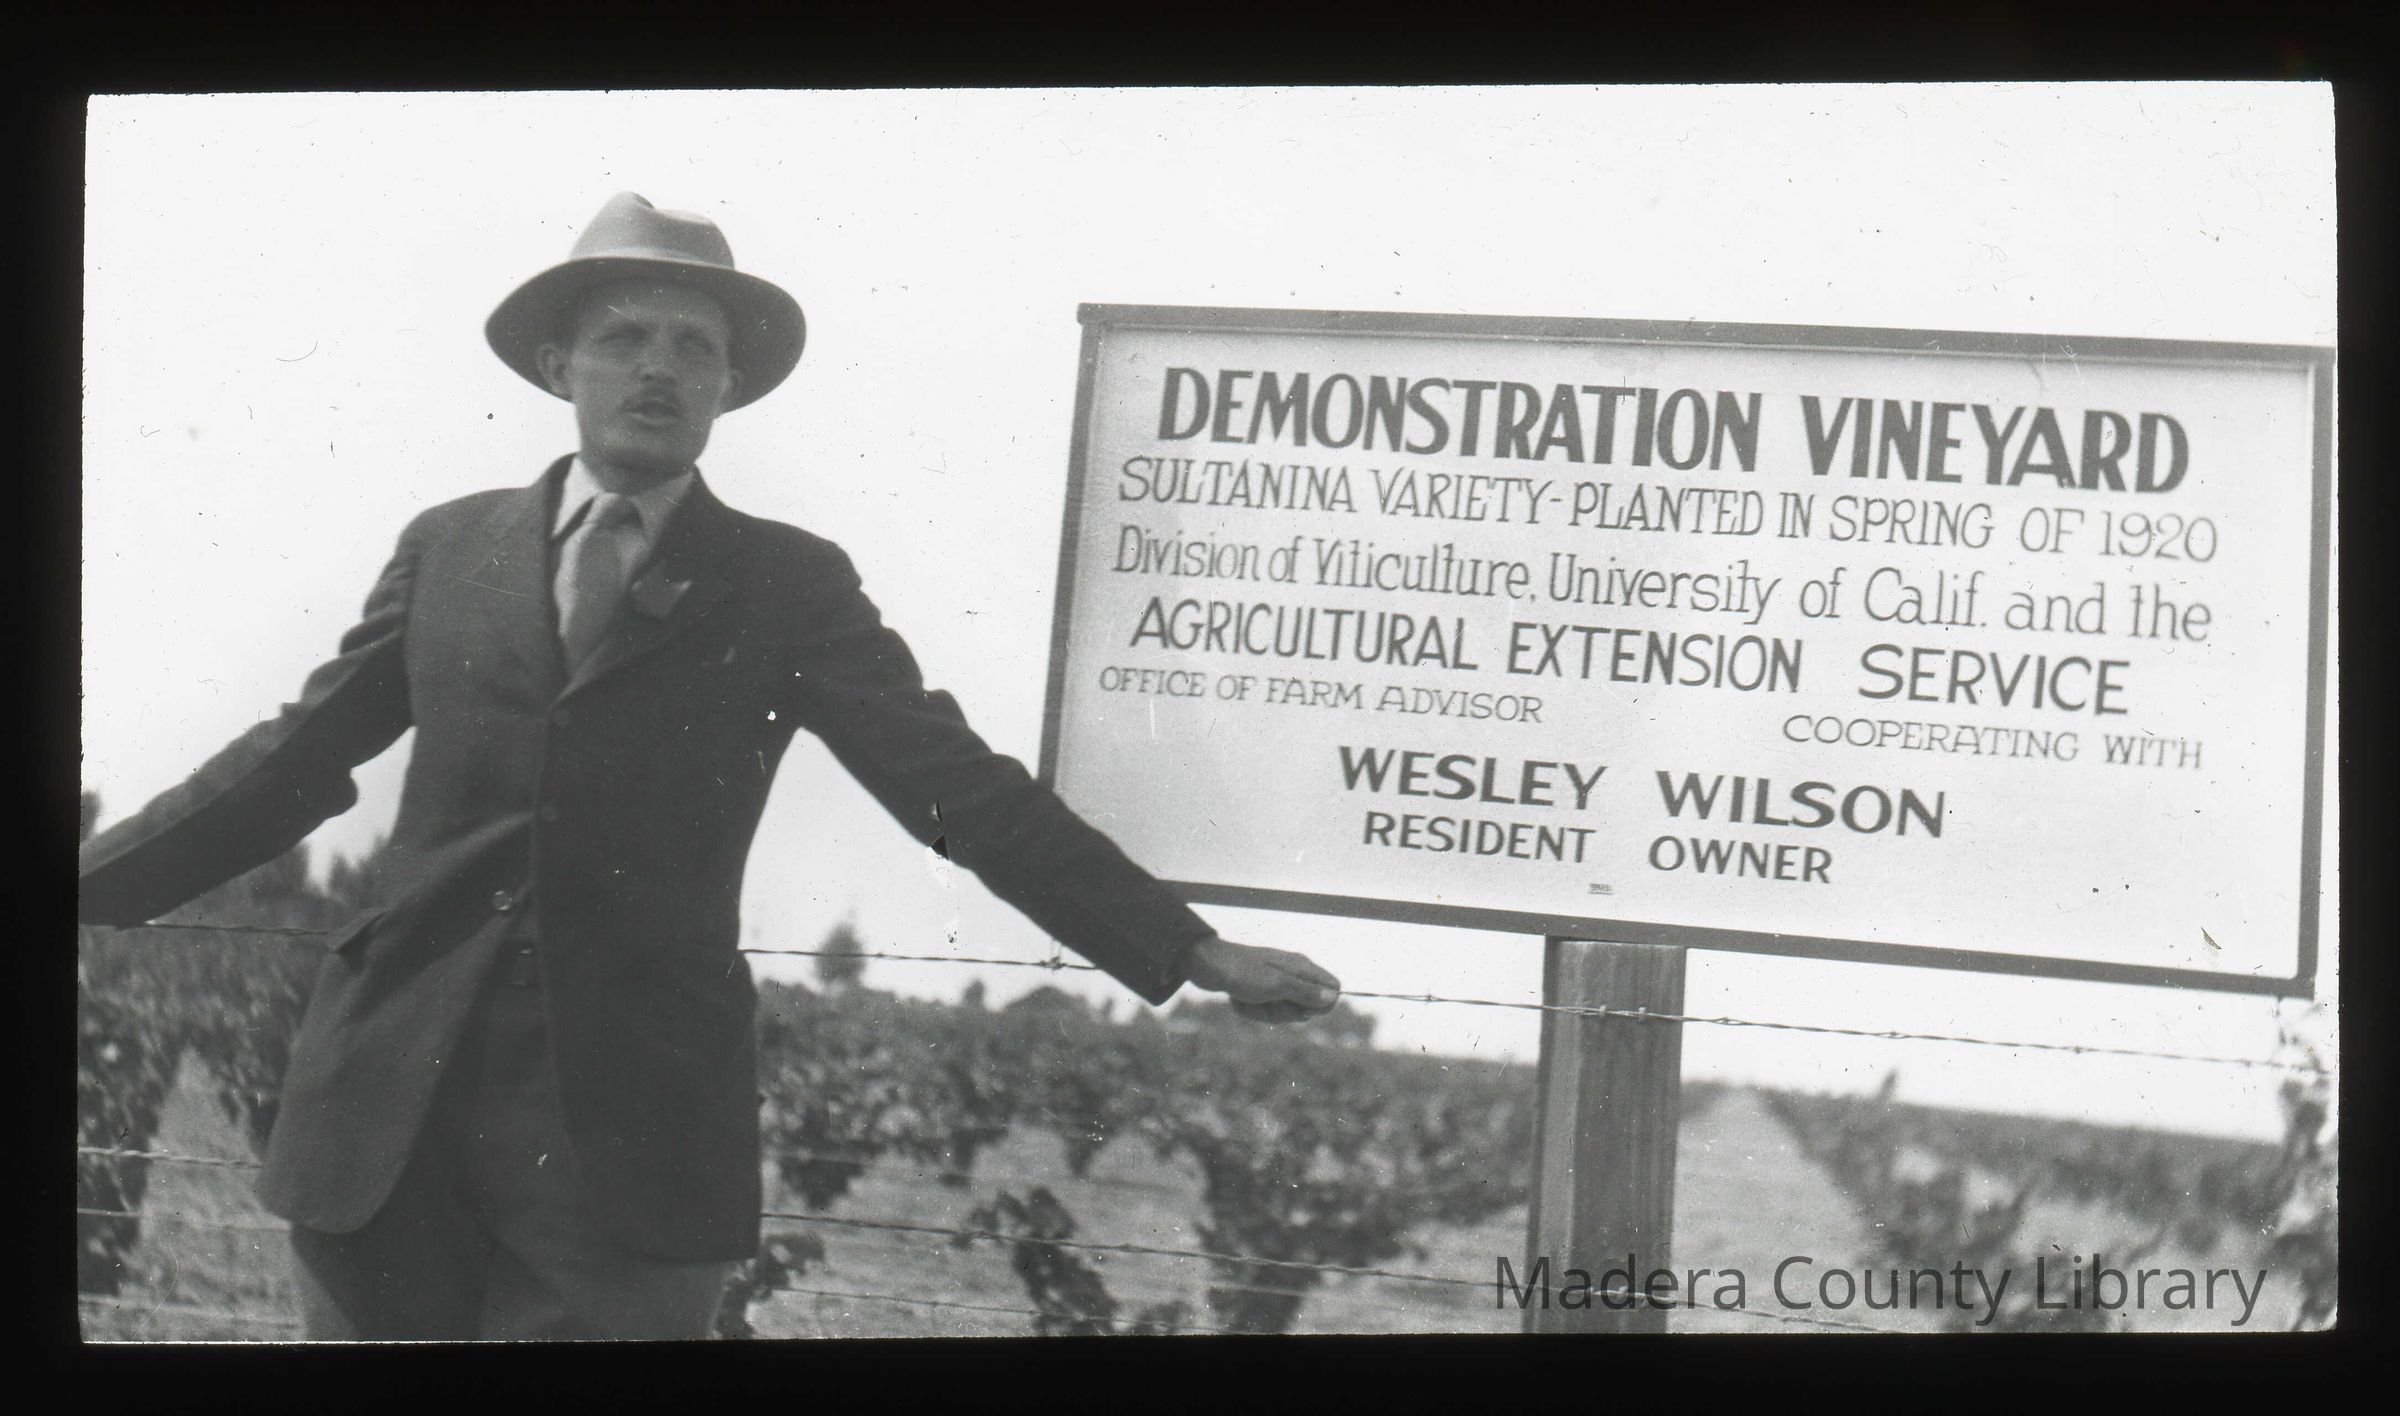 DEMONSTRATION VINEYARD
SULTANINA VARIETY-PLANTED IN SPRING OF 1920
Division of Viticulture, University of Calif. and the
AGRICULTURAL EXTENSION SERVICE
OFFICE OF FARM ADVISOR COOPERATING WITH
WESLEY WILSON
RESIDENT OWNER
Madera County Library